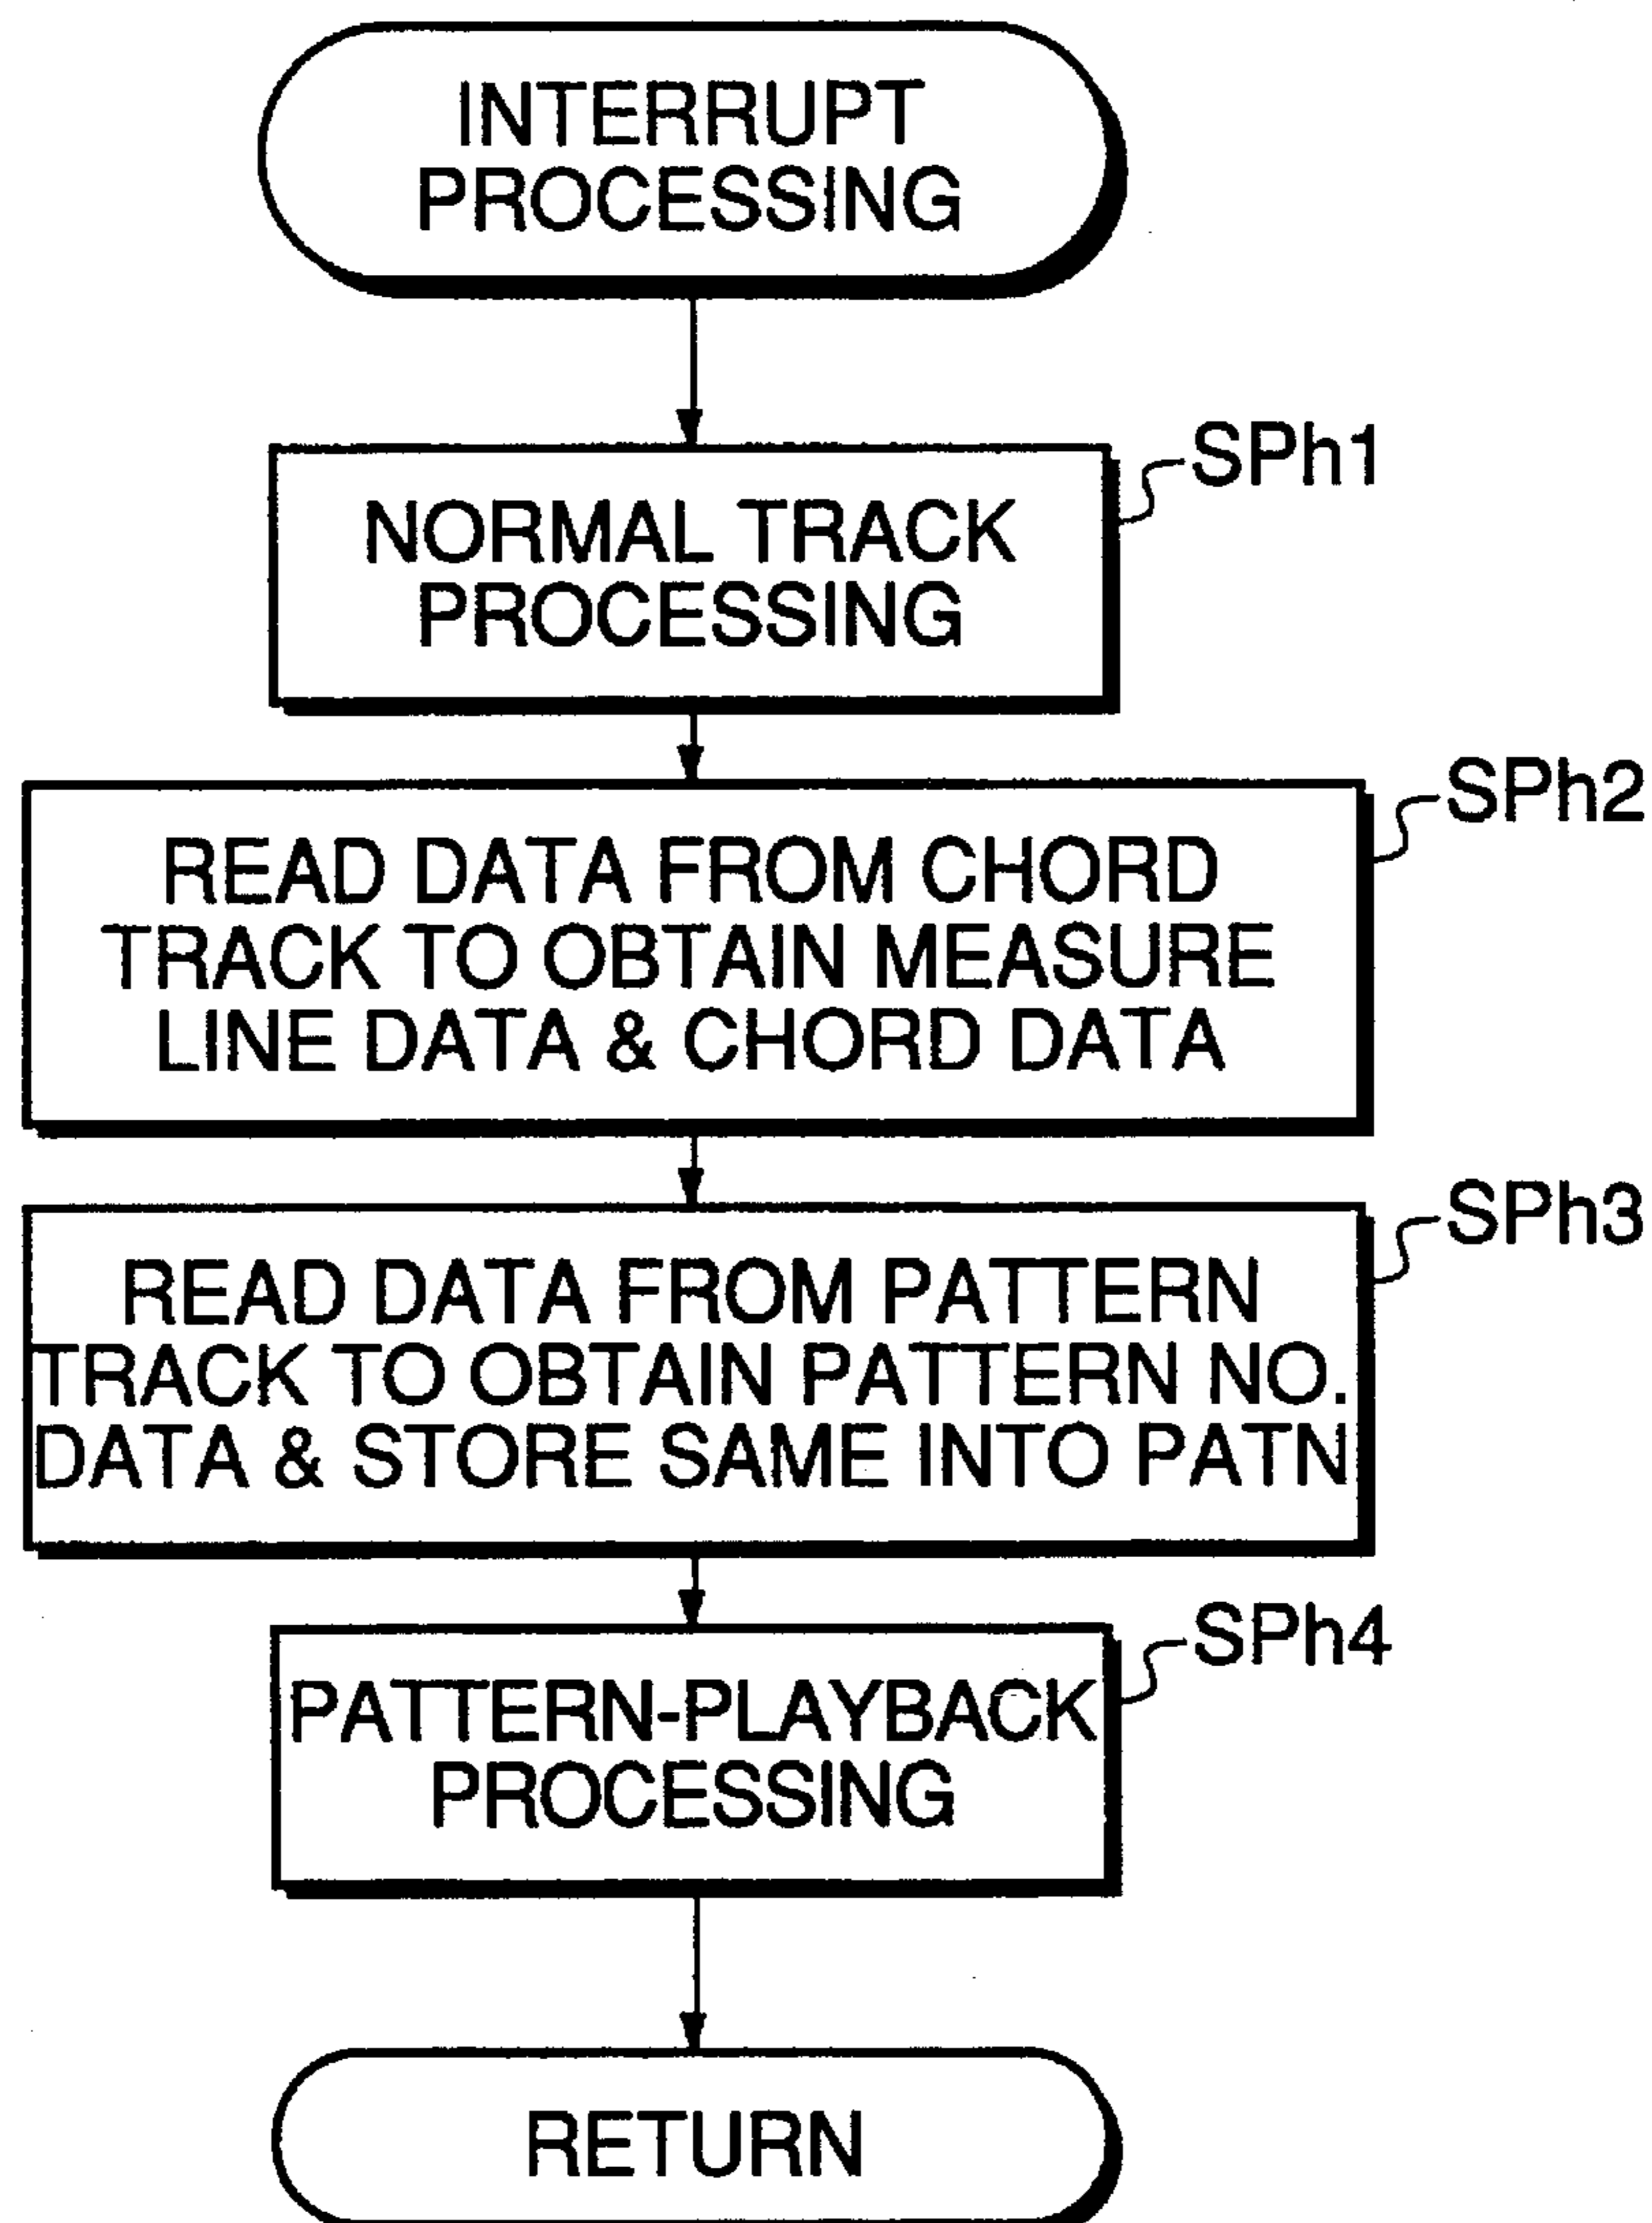 INTERRUPT
PROCESSING
SPh1
NORMAL TRACK
PROCESSING
SPh2
READ DATA FROM CHORD
TRACK TO OBTAIN MEASURE
LINE DATA & CHORD DATA
SPh3
READ DATA FROM PATTERN
TRACK TO OBTAIN PATTERN NO.
DATA & STORE SAME INTO PATN
SPh4
PATTERN-PLAYBACK
PROCESSING
RETURN